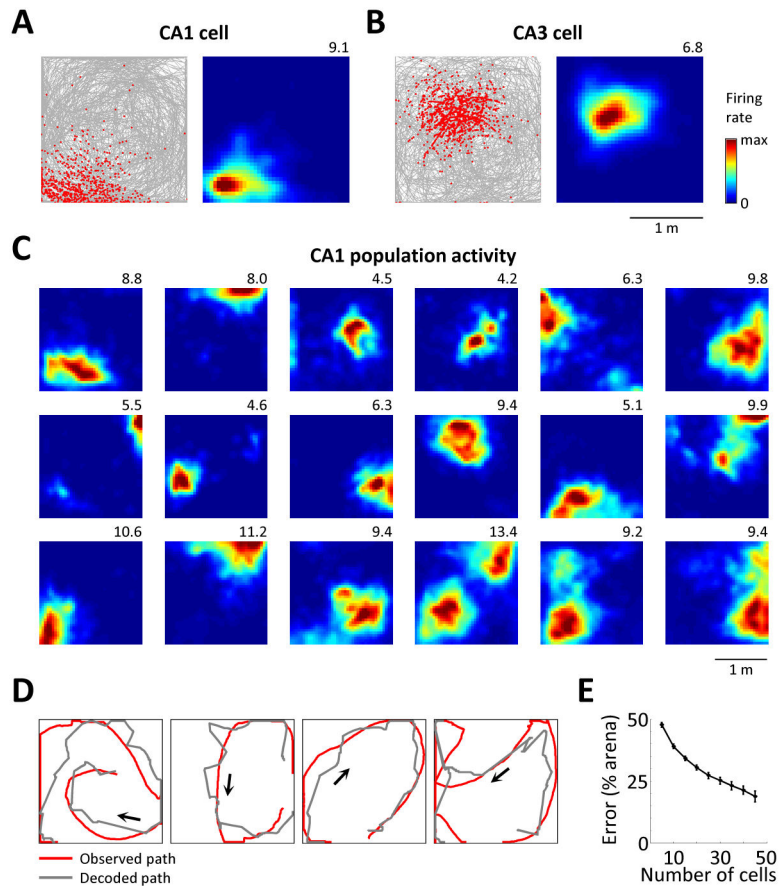 A
CA1 cell
9.1
B
CA3 cell
6.8
Firing
rate
max
0
1 m
C
CA1 population activity
8.8 8.0 4.5 4.2 6.3 9.8
5.5 4.6 6.3 9.4 5.1 9.9
10.6 11.2 9.4 13.4 9.2 9.4
1 m
D
Observed path
Decoded path
E
Error (% arena)
50
25
0
10 30 50
Number of cells